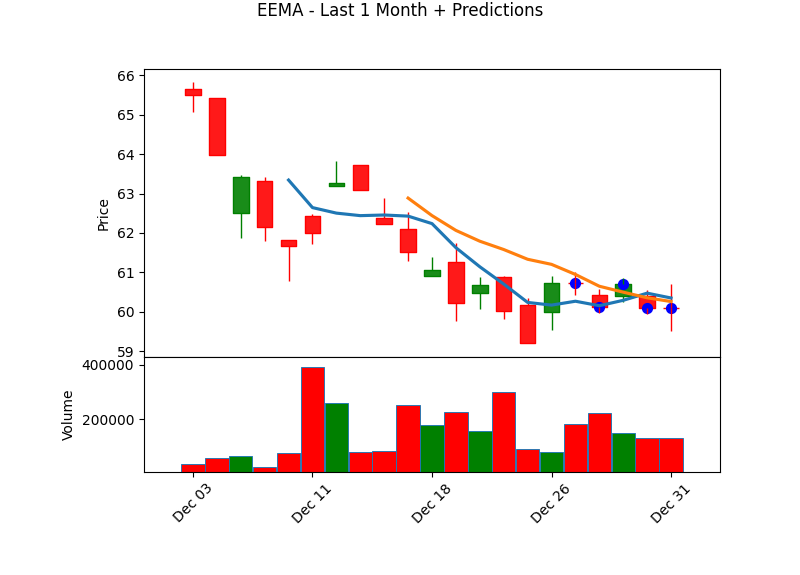 EEMA - Last 1 Month + Predictions
66
65
64
63
62
61
60
59
Price
400000
200000
Volume
Dec 03
Dec 11
Dec 18
Dec 26
Dec 31